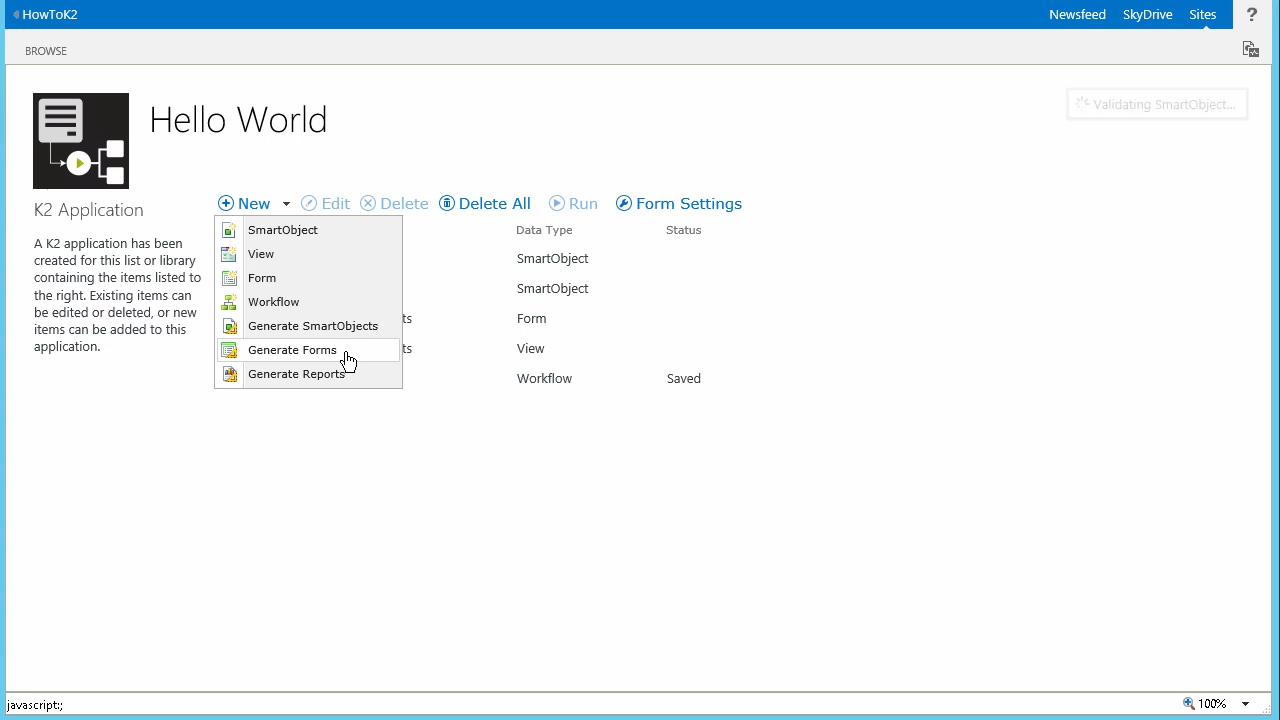 HowToK2
Newsfeed SkyDrive Sites ?
BROWSE
Hello World
Validating SmartObject...
K2 Application
New Edit Delete Delete All Run Form Settings
A K2 application has been
created for this list or library
containing the items listed to
the right. Existing items can
be edited or deleted, or new
items can be added to this
application.
SmartObject
View
Form
Workflow
Generate SmartObjects
Generate Forms
Generate Reports
Data Type Status
SmartObject
SmartObject
ts Form
ts View
Workflow Saved
javascript:;
100%